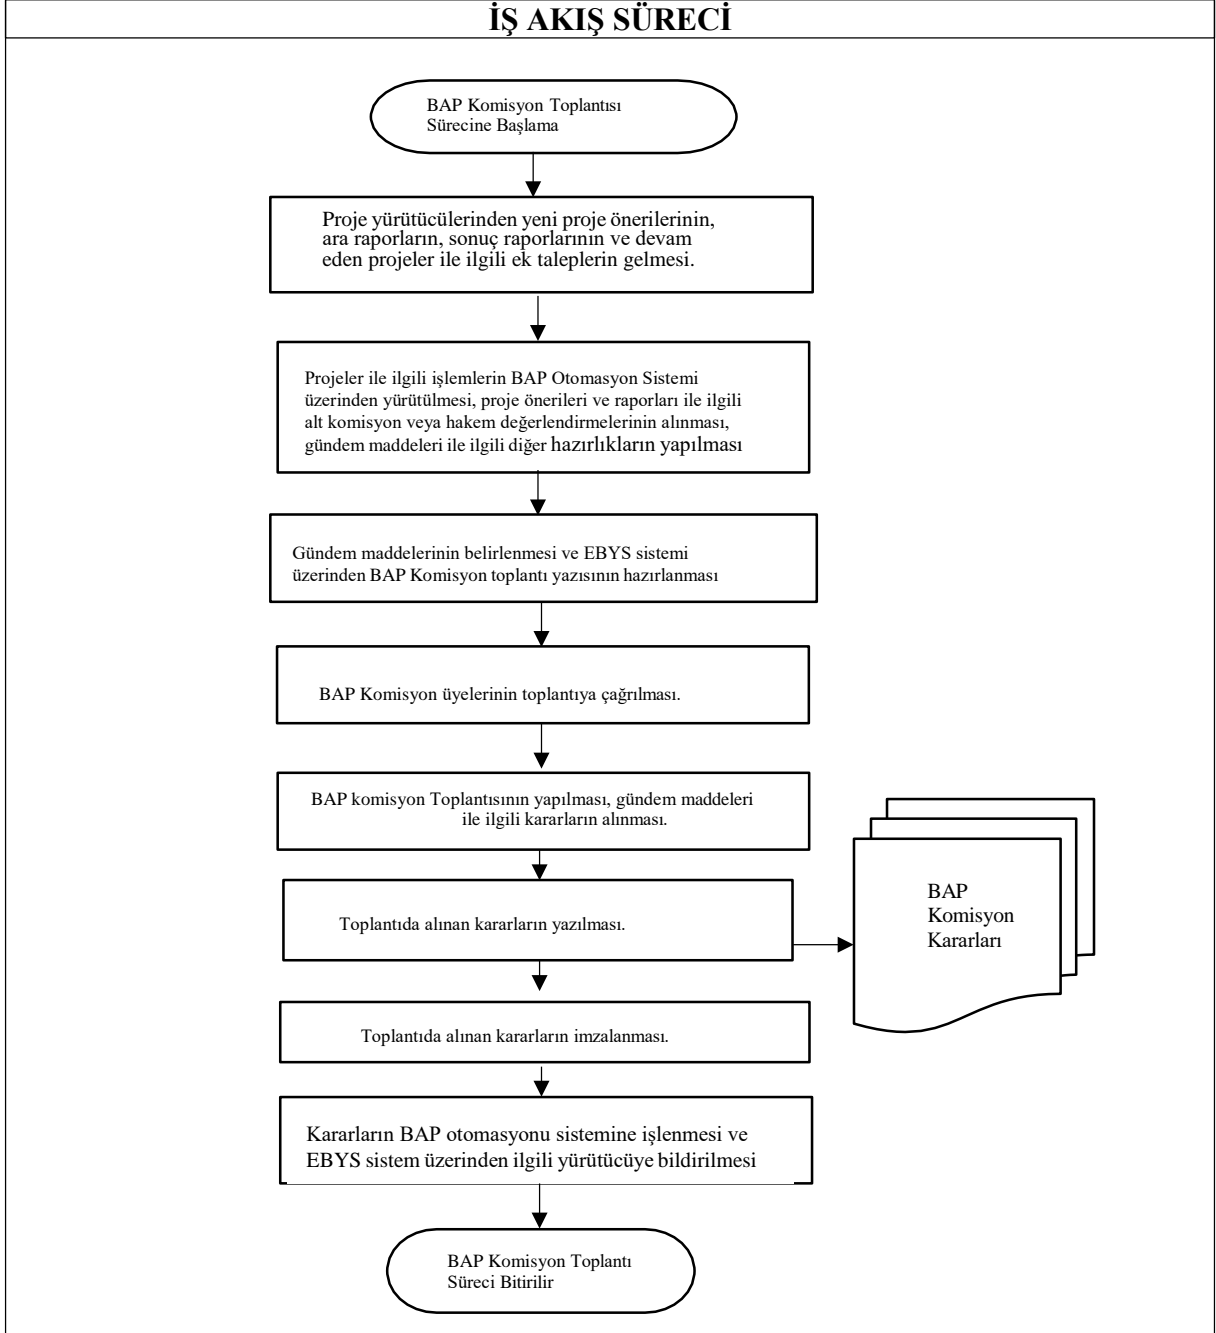 İŞ AKIŞ SÜRECİ
BAP Komisyon Toplantısı
Sürecine Başlama
Proje yürütücülerinden yeni proje önerilerinin,
ara raporların, sonuç raporlarının ve devam
eden projeler ile ilgili ek taleplerin gelmesi.
Projeler ile ilgili işlemlerin BAP Otomasyon Sistemi
üzerinden yürütülmesi, proje önerileri ve raporları ile ilgili
alt komisyon veya hakem değerlendirmelerinin alınması,
gündem maddeleri ile ilgili diğer hazırlıkların yapılması
Gündem maddelerinin belirlenmesi ve EBYS sistemi
üzerinden BAP Komisyon toplantı yazısının hazırlanması
BAP Komisyon üyelerinin toplantıya çağrılması.
BAP komisyon Toplantısının yapılması, gündem maddeleri
ile ilgili kararların alınması.
Toplantıda alınan kararların yazılması.
BAP
Komisyon
Kararları
Toplantıda alınan kararların imzalanması.
Kararların BAP otomasyonu sistemine işlenmesi ve
EBYS sistem üzerinden ilgili yürütücüye bildirilmesi
BAP Komisyon Toplantı
Süreci Bitirilir